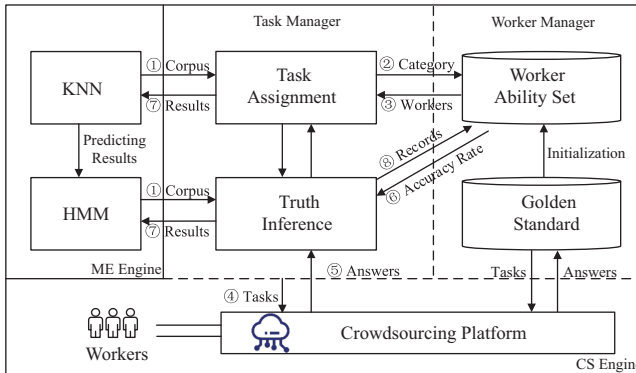 Task Manager
Worker Manager
KNN
① Corpus
⑦ Results
Task
Assignment
② Category
③ Workers
Worker
Ability Set
Predicting
Results
⑧ Records
⑥ Accuracy Rate
Initialization
HMM
① Corpus
⑦ Results
Truth
Inference
Golden
Standard
ME Engine
⑤ Answers
Tasks
Answers
④ Tasks
Workers
Crowdsourcing Platform
CS Engine